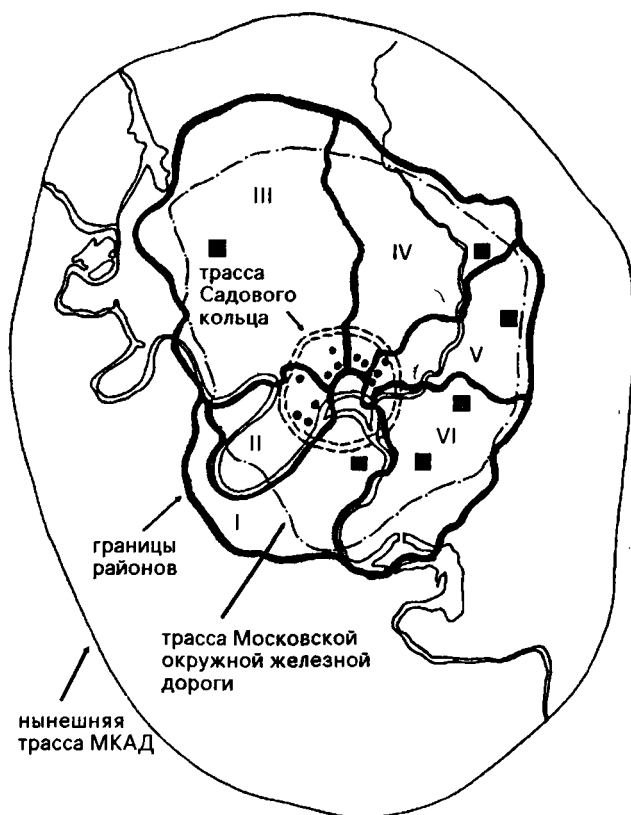 III
IV
трасса
Садового
кольца
V
II
VI
I
границы
районов
трасса Московской
окружной железной
дороги
нынешняя
трасса МКАД